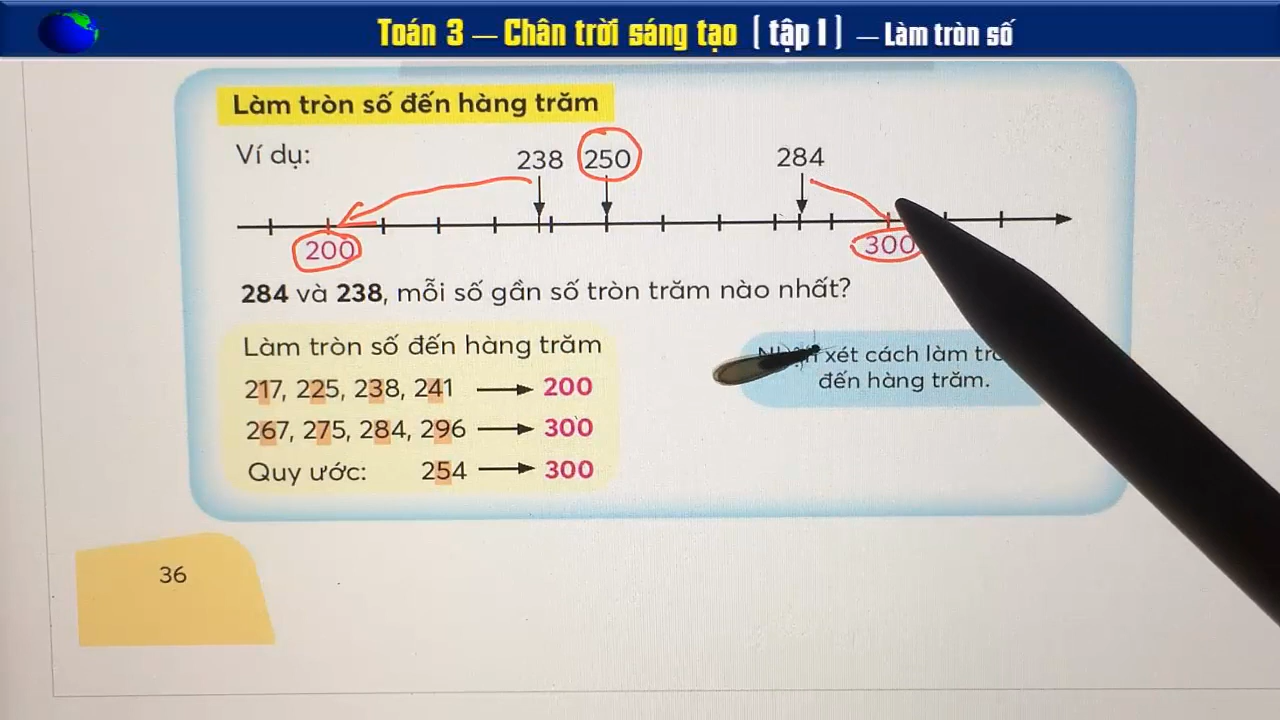 Toán 3 — Chân trời sáng tạo ( tập 1 ) — Làm tròn số
Làm tròn số đến hàng trăm
Ví dụ:
238 250 284
200 300
284 và 238, mỗi số gần số tròn trăm nào nhất?
Làm tròn số đến hàng trăm
217, 225, 238, 241 → 200
267, 275, 284, 296 → 300
Quy ước: 254 → 300
xét cách làm
đến hàng trăm.
36